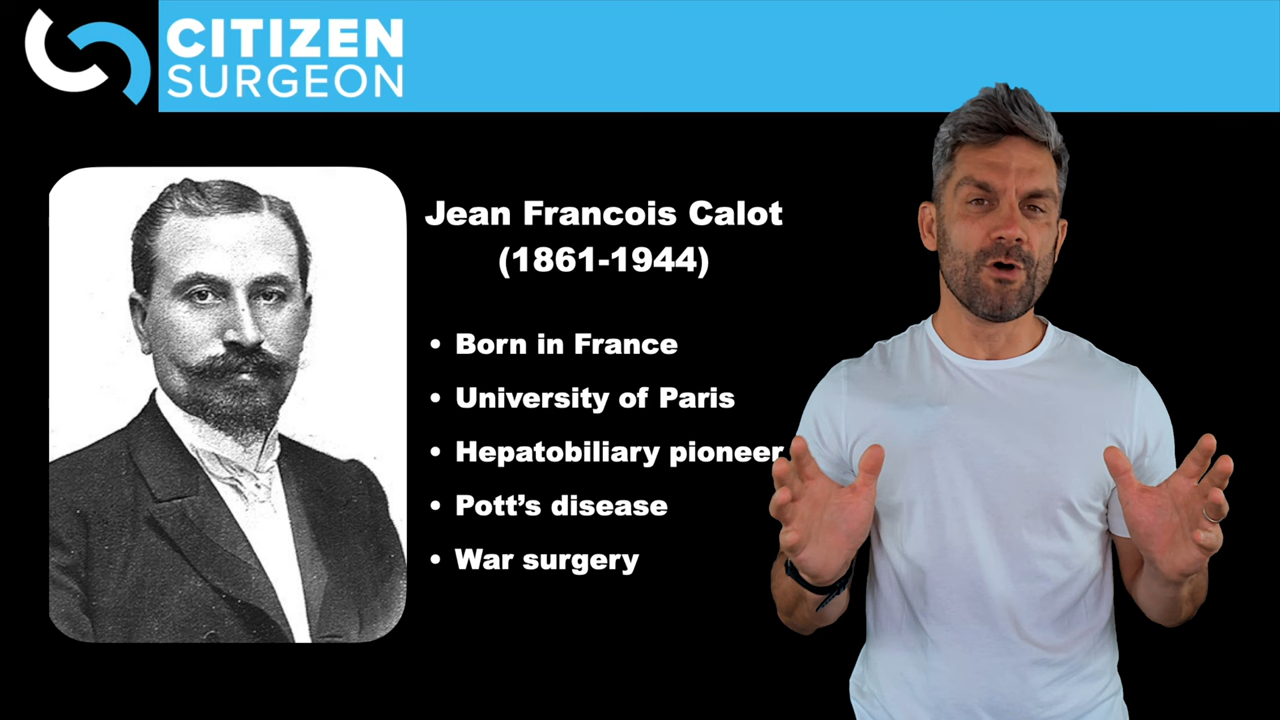 CITIZEN
SURGEON
Jean Francois Calot
(1861-1944)
• Born in France
• University of Paris
• Hepatobiliary pioneer
• Pott’s disease
• War surgery